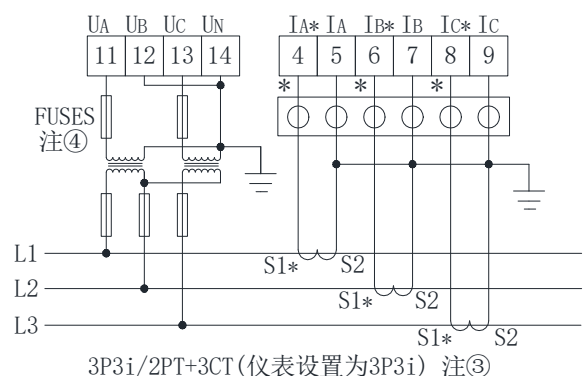 UA UB UC UN IA* IA IB* IB IC* IC
11 12 13 14 4 5 6 7 8 9
* * *
FUSES
注④
L1
S1* S2
L2
S1* S2
L3
S1* S2
3P3i/2PT+3CT(仪表设置为3P3i) 注③